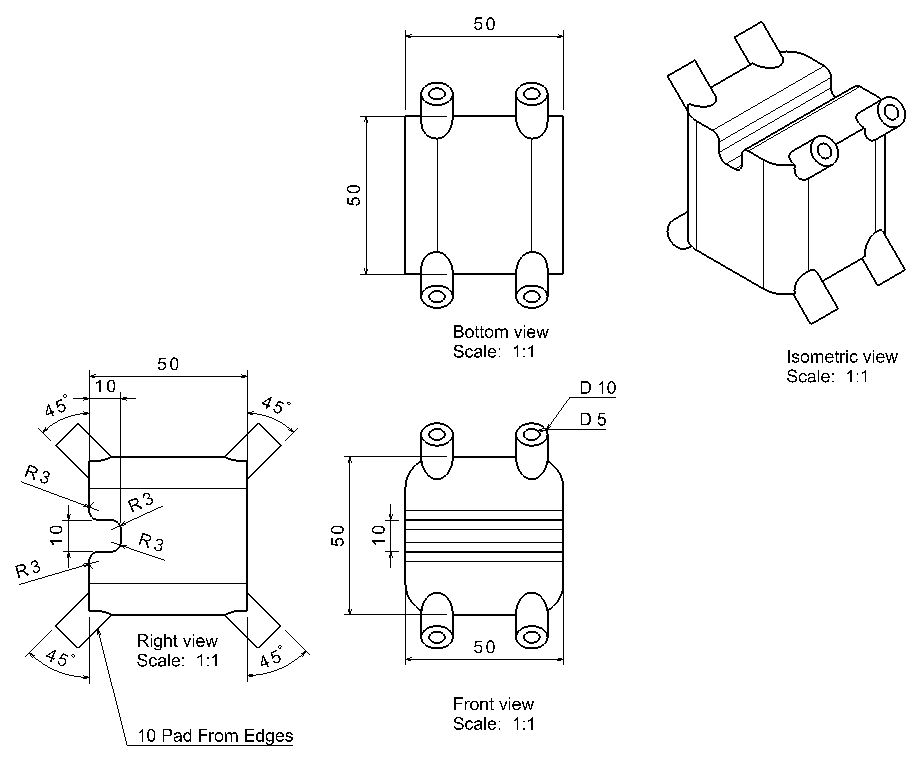 50
50
Bottom view
Scale: 1:1
Isometric view
Scale: 1:1
50
10
45°
45°
R3
R3
10
R3
R3
45°
45°
Right view
Scale: 1:1
10 Pad From Edges
D 10
D 5
50
10
50
Front view
Scale: 1:1